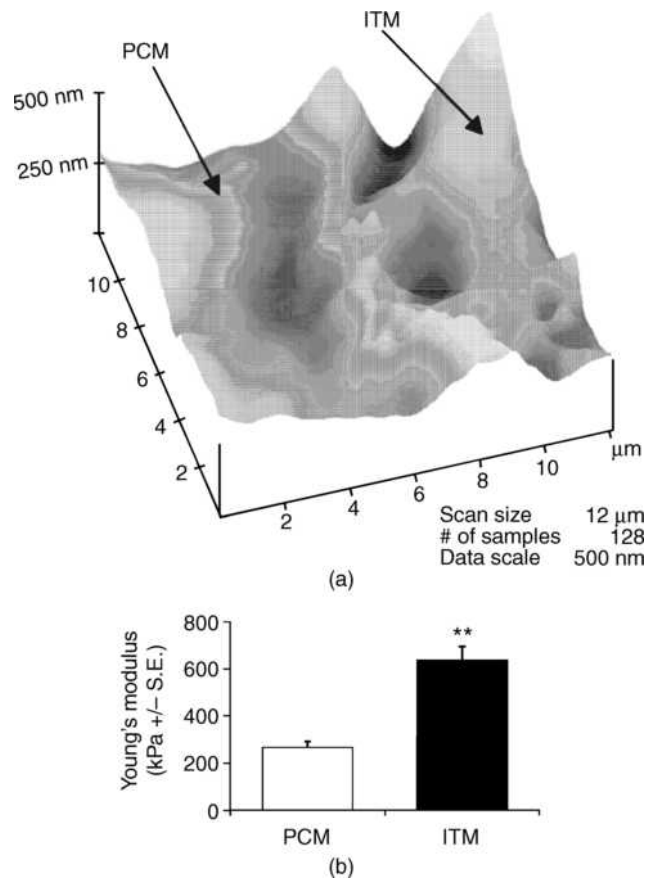 ITM
PCM
500 nm
250 nm
10
8
6
4
2
2
4
6
8
10
μm
Scan size 12 μm
# of samples 128
Data scale 500 nm
(a)
800
600
400
200
0
Young's modulus
(kPa +/– S.E.)
**
PCM ITM
(b)